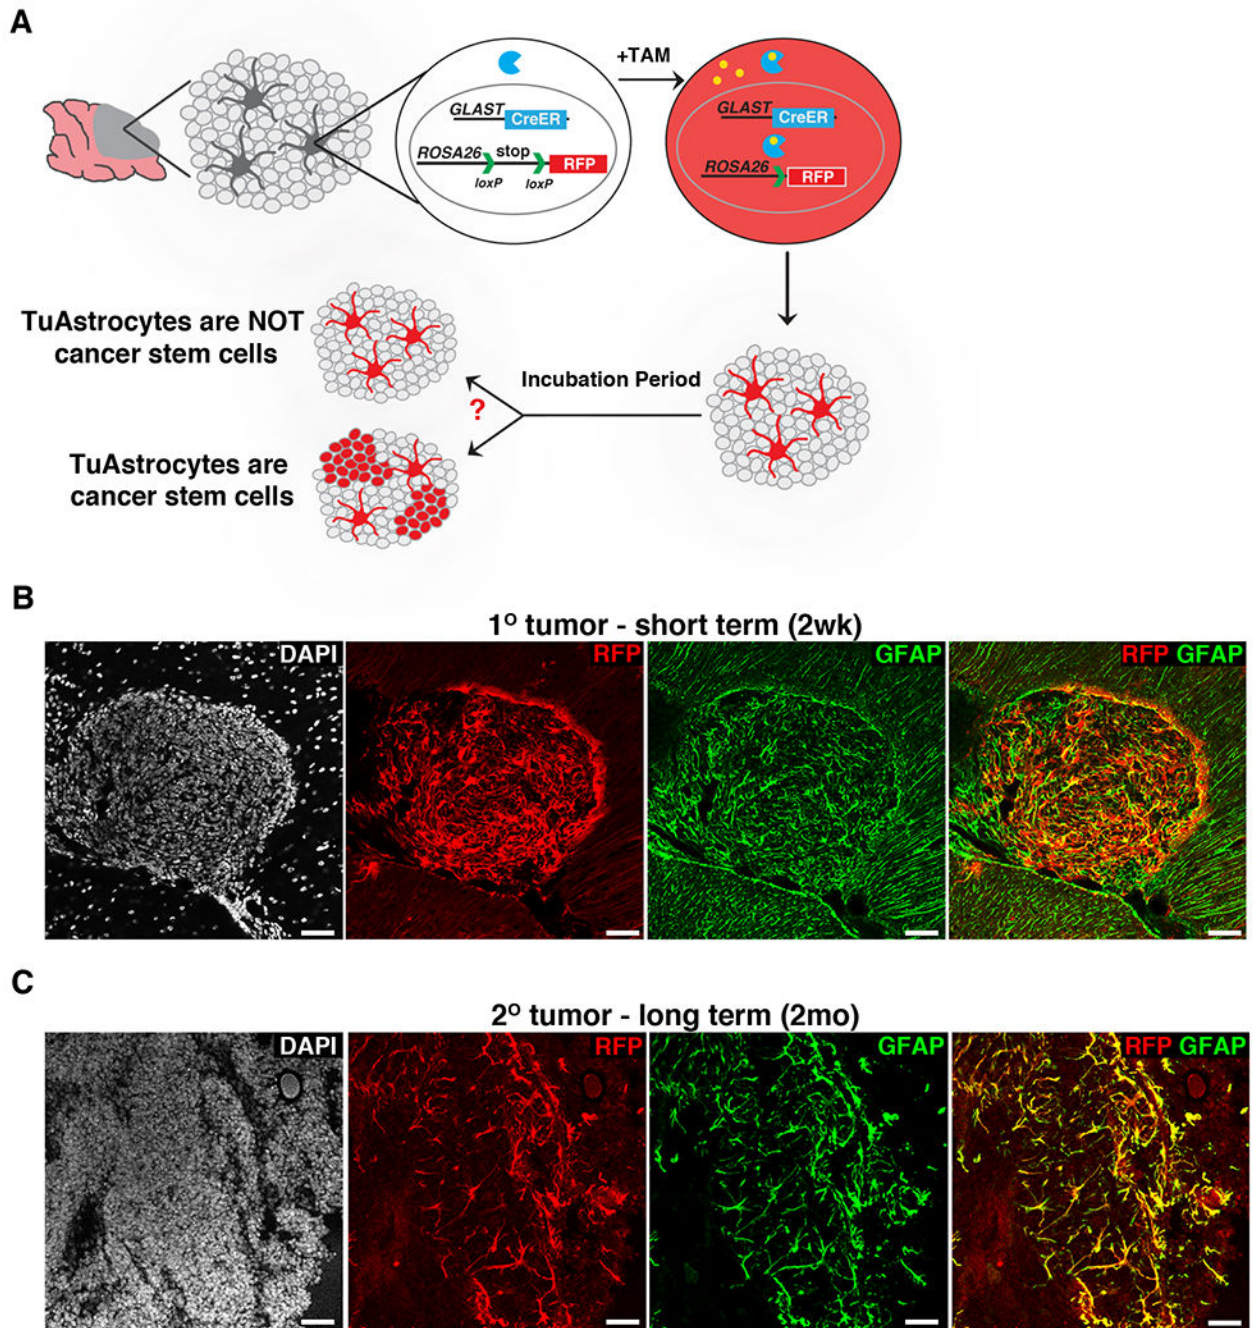 A
+TAM
GLAST
CreER
ROSA26
stop
RFP
loxP
loxP
GLAST
CreER
ROSA26
RFP
TuAstrocytes are NOT
cancer stem cells
Incubation Period
?
TuAstrocytes are
cancer stem cells
B
1º tumor - short term (2wk)
DAPI
RFP
GFAP
RFP GFAP
C
2º tumor - long term (2mo)
DAPI
RFP
GFAP
RFP GFAP